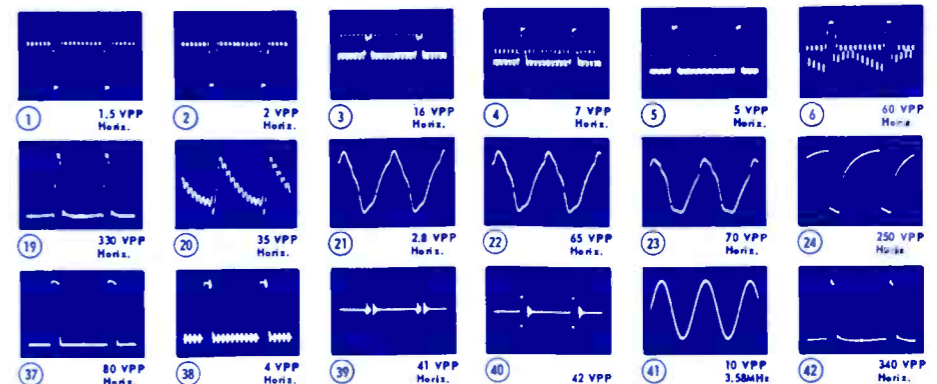 1 1.5 VPP Horiz.
2 2 VPP Horiz.
3 16 VPP Horiz.
4 7 VPP Horiz.
5 5 VPP Horiz.
6 60 VPP Horiz.
19 330 VPP Horiz.
20 35 VPP Horiz.
21 2.8 VPP Horiz.
22 65 VPP Horiz.
23 70 VPP Horiz.
24 250 VPP Horiz.
37 80 VPP Horiz.
38 4 VPP Horiz.
39 41 VPP Horiz.
40 42 VPP
41 10 VPP 3.58MHz
42 340 VPP Horiz.